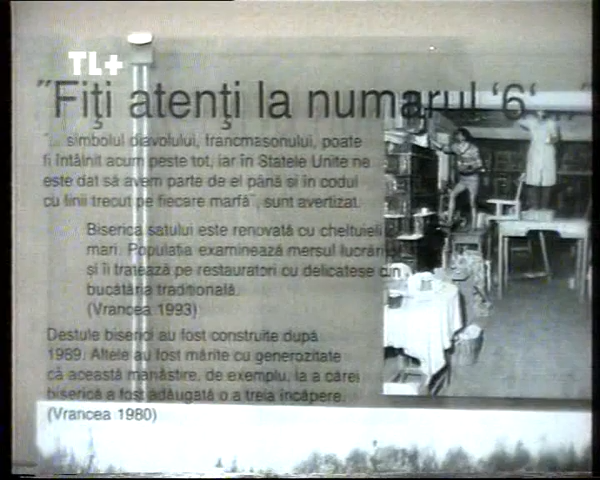 TL+
"Fiţi atenţi la numarul '6'..."
"... simbolul diavolului, francmasonului, poate
fi întâlnit acum peste tot, iar în Statele Unite ne
este dat să avem parte de el până si în codul
cu linii trecut pe fiecare marfă", sunt avertizat.
Biserica satului este renovată cu cheltuieli
mari. Populatia examinează mersul lucrări
şi îi tratează pe restauratori cu delicatese din
bucătăria traditională.
(Vrancea 1993)
Destule biserici au fost construite după
1989. Altele au fost mărite cu generozitate
că această mănăstire, de exemplu, la a cărei
biserică a fost adăugată o a treia încăpere.
(Vrancea 1980)